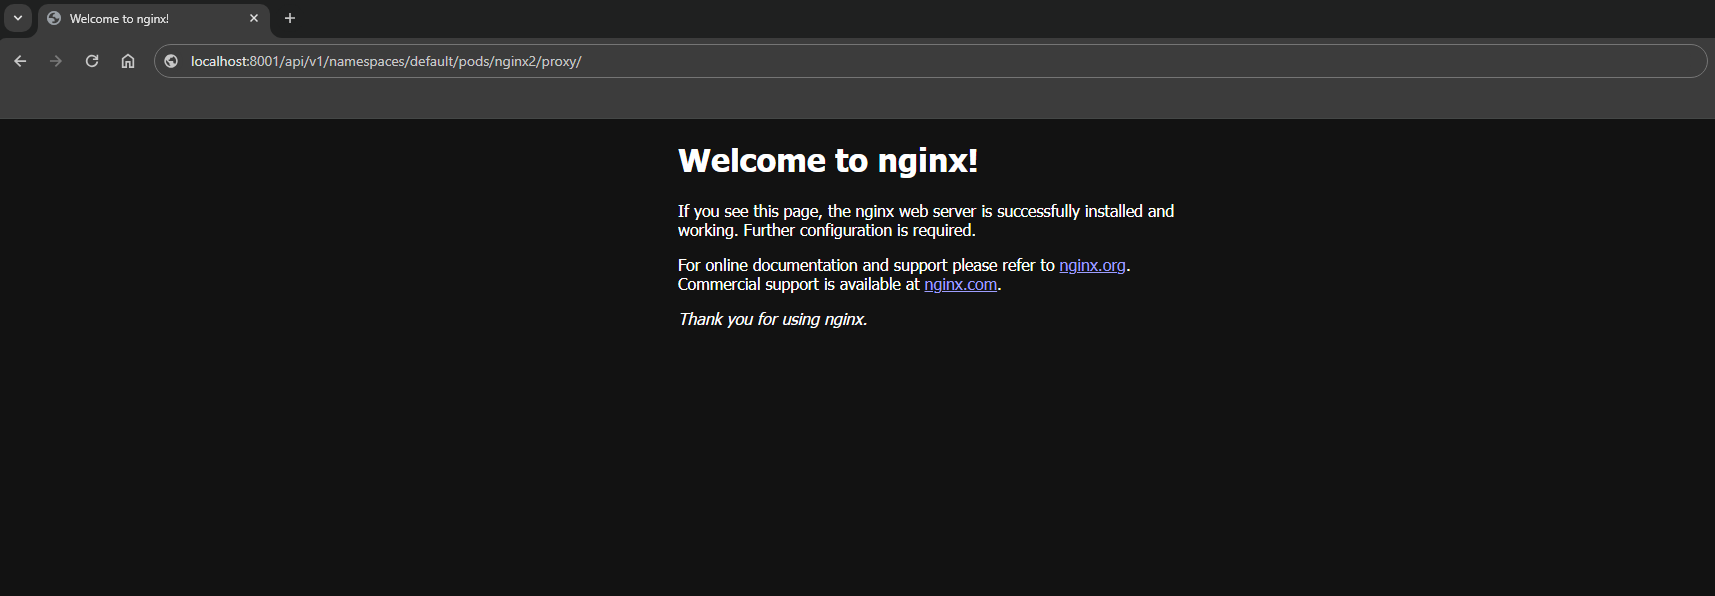 Welcome to nginx!
localhost:8001/api/v1/namespaces/default/pods/nginx2/proxy/
Welcome to nginx!
If you see this page, the nginx web server is successfully installed and
working. Further configuration is required.
For online documentation and support please refer to nginx.org.
Commercial support is available at nginx.com.
Thank you for using nginx.